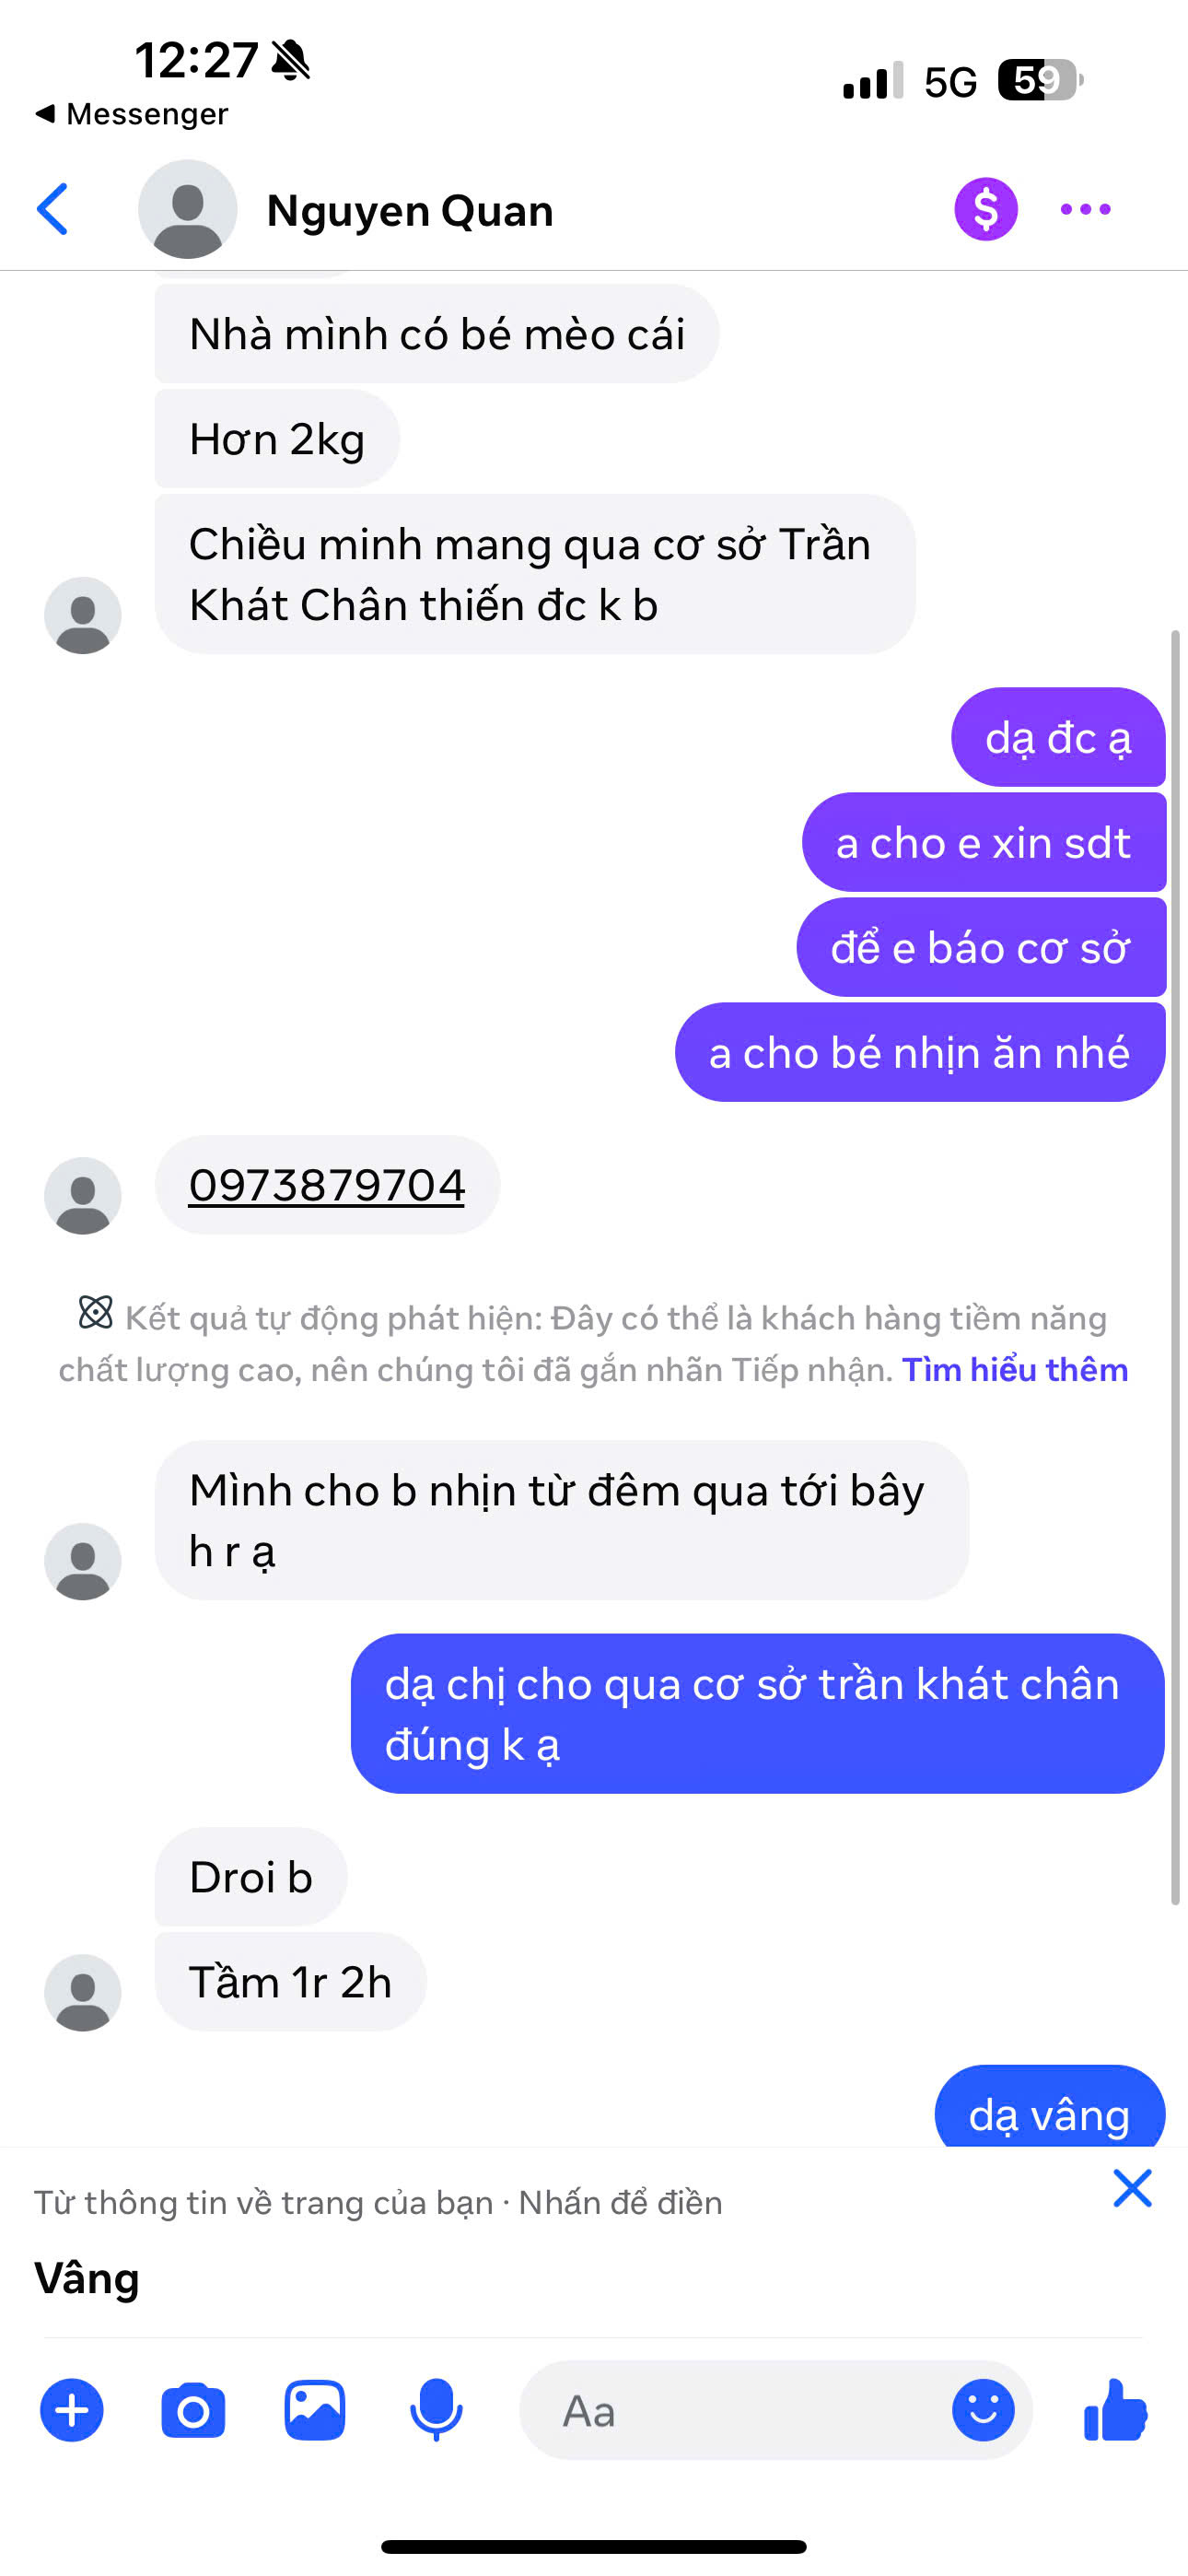 12:27
5G 59
Messenger
Nguyen Quan
Nhà mình có bé mèo cái
Hơn 2kg
Chiều minh mang qua cơ sở Trần
Khát Chân thiến đc k b
dạ đc ạ
a cho e xin sdt
để e báo cơ sở
a cho bé nhịn ăn nhé
0973879704
Kết quả tự động phát hiện: Đây có thể là khách hàng tiềm năng
chất lượng cao, nên chúng tôi đã gắn nhãn Tiếp nhận. Tìm hiểu thêm
Mình cho b nhịn từ đêm qua tới bây
h r ạ
dạ chị cho qua cơ sở trần khát chân
đúng k ạ
Droi b
Tầm 1r 2h
dạ vâng
Từ thông tin về trang của bạn · Nhấn để điền
Vâng
Aa